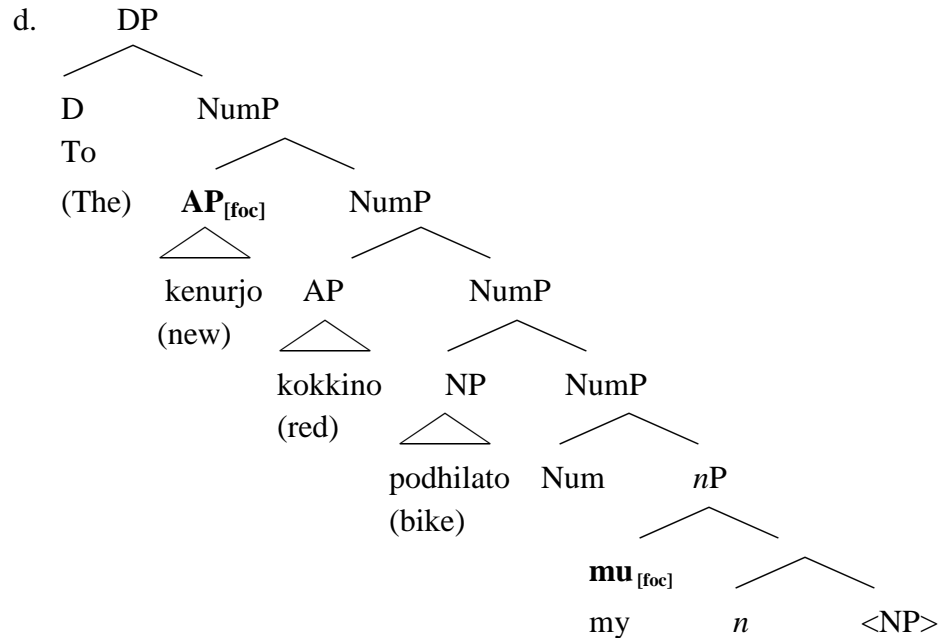 d. DP
D NumP
To
(The) AP[foc] NumP
kenurjo AP NumP
(new)
kokkino NP NumP
(red)
podhilato Num nP
(bike)
mu [foc]
my n <NP>